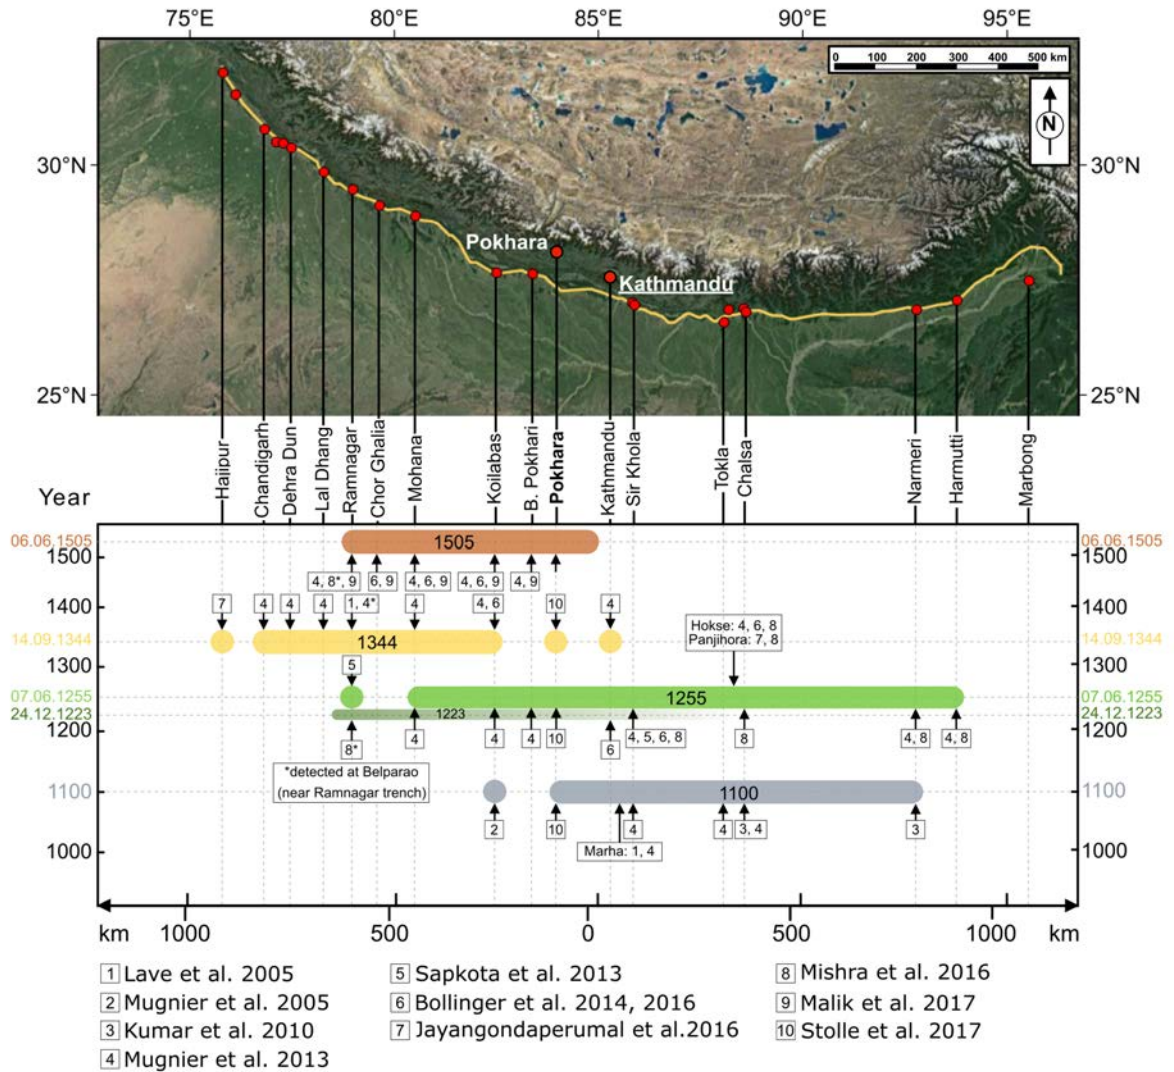 75°E 80°E 85°E 90°E 95°E
0 100 200 300 400 500 km
N
30°N 30°N
Pokhara
Kathmandu
25°N 25°N
Hajipur
Chandigarh
Dehra Dun
Lal Dhang
Ramnagar
Chor Ghalia
Mohana
Koilabas
B. Pokhari
Pokhara
Kathmandu
Sir Khola
Tokla
Chalsa
Narmeri
Harmutti
Marbong
Year
06.06.1505 1505 06.06.1505
1500 1500
4, 8*, 9 6, 9 4, 6, 9 4, 6, 9 4, 9
1400 7 4 4 4 1, 4* 4 4, 6 10 4 1400
Hokse: 4, 6, 8
Panjihora: 7, 8
14.09.1344 1344 14.09.1344
1300 5 1300
07.06.1255 1255 07.06.1255
24.12.1223 1223 24.12.1223
1200 1200
8* 4 4 4 10 6 4, 5, 6, 8 8 4, 8 4, 8
*detected at Belparao
(near Ramnagar trench)
1100 1100 1100
2 10 4 4 3, 4 3
Marha: 1, 4
1000 1000
km 1000 500 0 500 1000 km
1 Lave et al. 2005
2 Mugnier et al. 2005
3 Kumar et al. 2010
4 Mugnier et al. 2013
5 Sapkota et al. 2013
6 Bollinger et al. 2014, 2016
7 Jayangondaperumal et al.2016
8 Mishra et al. 2016
9 Malik et al. 2017
10 Stolle et al. 2017